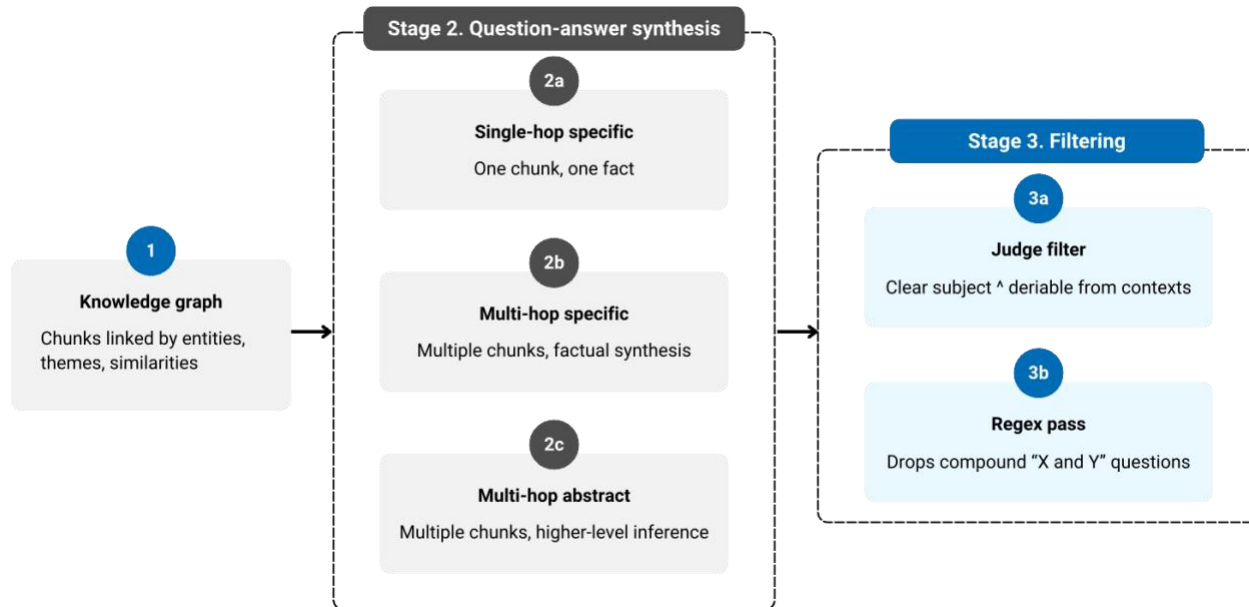 1
Knowledge graph
Chunks linked by entities,
themes, similarities
Stage 2. Question-answer synthesis
2a
Single-hop specific
One chunk, one fact
2b
Multi-hop specific
Multiple chunks, factual synthesis
2c
Multi-hop abstract
Multiple chunks, higher-level inference
Stage 3. Filtering
3a
Judge filter
Clear subject ^ deriable from contexts
3b
Regex pass
Drops compound “X and Y” questions